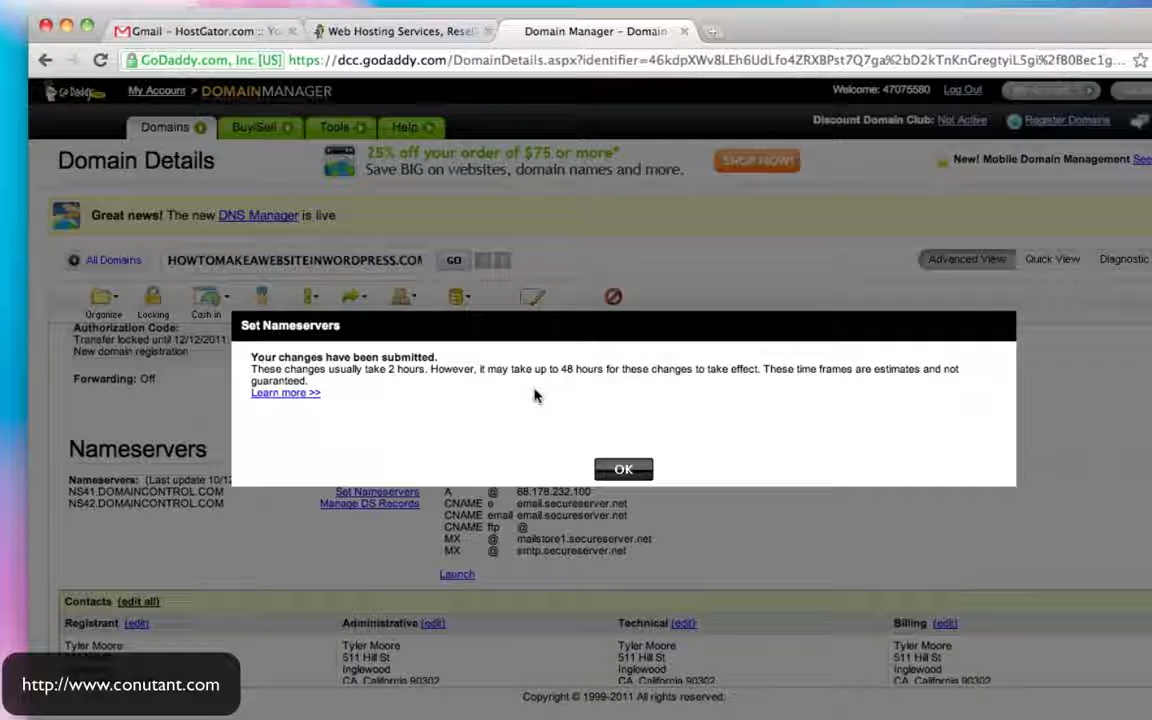 Gmail - HostGator.com :: Yo
Web Hosting Services, Resel
Domain Manager - Domain
GoDaddy.com, Inc [US]
https://dcc.godaddy.com/DomainDetails.aspx?
Go Daddy
My Account > DOMAINMANAGER
Welcome: 47075580
Log Out
Domains
Buy/Sell
Tools
Help
Discount Domain Club: Not Active
Register Domains
Domain Details
25% off your order of $75 or more*
Save BIG on websites, domain names and more.
SHOP NOW!
New! Mobile Domain Management See
Great news! The new DNS Manager is live
All Domains
HOWTOMAKEAWEBSITEINWORDPRESS.COM
GO
Advanced View
Quick View
Diagnostic
Organize
Locking
Cash in
Authorization Code:
Transfer locked until 12/12/2011
New domain registration
Forwarding: Off
Set Nameservers
Your changes have been submitted.
These changes usually take 2 hours. However, it may take up to 48 hours for these changes to take effect. These time frames are estimates and not
guaranteed.
Learn more >>
OK
Nameservers
Nameservers: (Last update 10/12
NS41.DOMAINCONTROL.COM
NS42.DOMAINCONTROL.COM
Set Nameservers
Manage DS Records
A @ 68.178.232.100
CNAME e email.secureserver.net
CNAME email email.secureserver.net
CNAME ftp @
MX @ mailstore1.secureserver.net
MX @ smtp.secureserver.net
Launch
Contacts (edit all)
Registrant (edit)
Administrative (edit)
Technical (edit)
Billing (edit)
Tyler Moore
Tyler Moore
511 Hill St
Inglewood
CA, California 90302
Tyler Moore
511 Hill St
Inglewood
CA, California 90302
Tyler Moore
511 Hill St
Inglewood
CA, California 90302
Copyright © 1999-2011 All rights reserved.
http://www.conutant.com